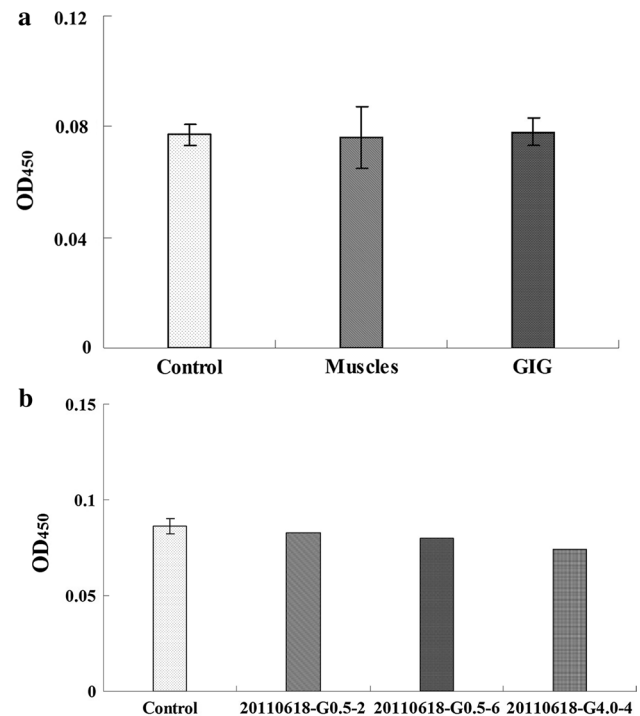 a
0.12
0.08
0.04
0
OD450
Control Muscles GIG
b
0.15
0.1
0.05
0
OD450
Control 20110618-G0.5-2 20110618-G0.5-6 20110618-G4.0-4